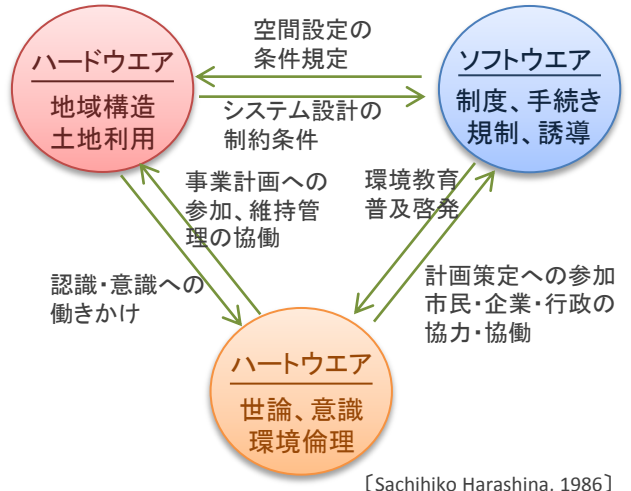 空間設定の
条件規定
ハードウエア
地域構造
土地利用
ソフトウエア
制度、手続き
規制、誘導
システム設計の
制約条件
事業計画への
参加、維持管
理の協働
環境教育
普及啓発
認識・意識への
働きかけ
計画策定への参加
市民・企業・行政の
協力・協働
ハートウエア
世論、意識
環境倫理
〔Sachihiko Harashina, 1986〕